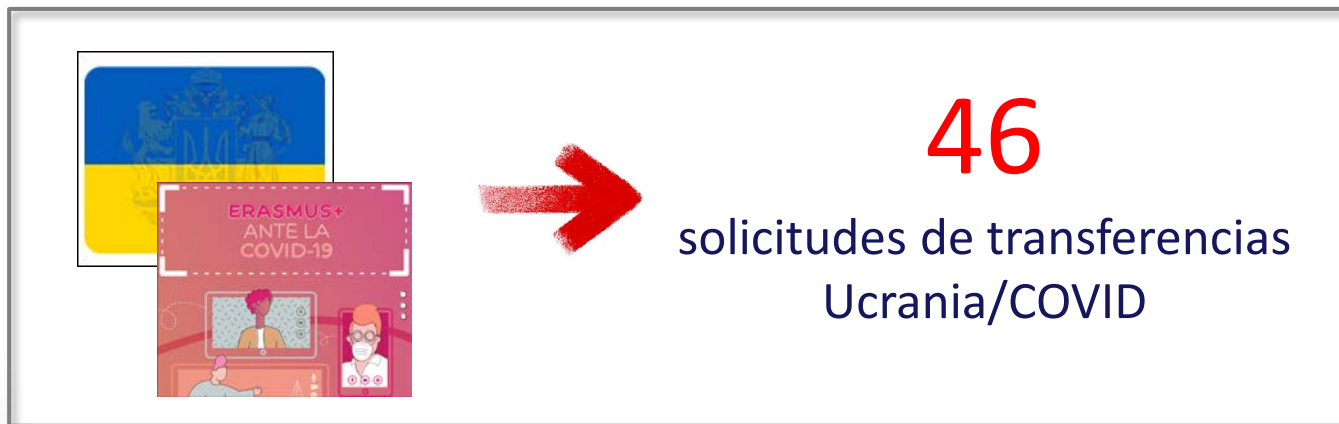 ERASMUS+
ANTE LA
COVID-19
46
solicitudes de transferencias
Ucrania/COVID